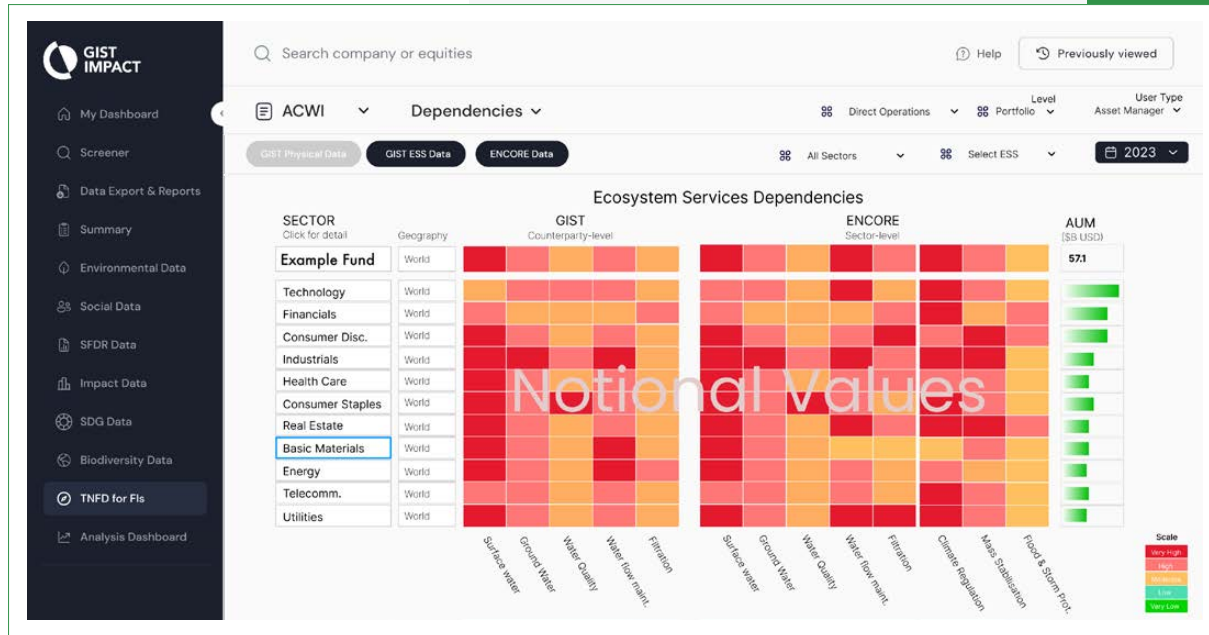 GIST
IMPACT
My Dashboard
Screener
Data Export & Reports
Summary
Environmental Data
Social Data
SFDR Data
Impact Data
SDG Data
Biodiversity Data
TNFD for FIs
Analysis Dashboard
Search company or equities
Help
Previously viewed
ACWI
Dependencies
Direct Operations
Level
Portfolio
User Type
Asset Manager
GIST Physical Data
GIST ESS Data
ENCORE Data
All Sectors
Select ESS
2023
Ecosystem Services Dependencies
SECTOR
Click for detail
Geography
GIST
Counterparty-level
ENCORE
Sector-level
AUM
($B USD)
Example Fund World 57.1
Technology World
Financials World
Consumer Disc. World
Industrials World
Health Care World
Consumer Staples World
Real Estate World
Basic Materials World
Energy World
Telecomm. World
Utilities World
Notional Values
Surface water
Ground Water
Water Quality
Water flow maint.
Filtration
Surface water
Ground Water
Water Quality
Water flow maint.
Filtration
Climate Regulation
Mass Stabilisation
Flood & Storm Prot.
Scale
Very High
High
Moderate
Low
Very Low